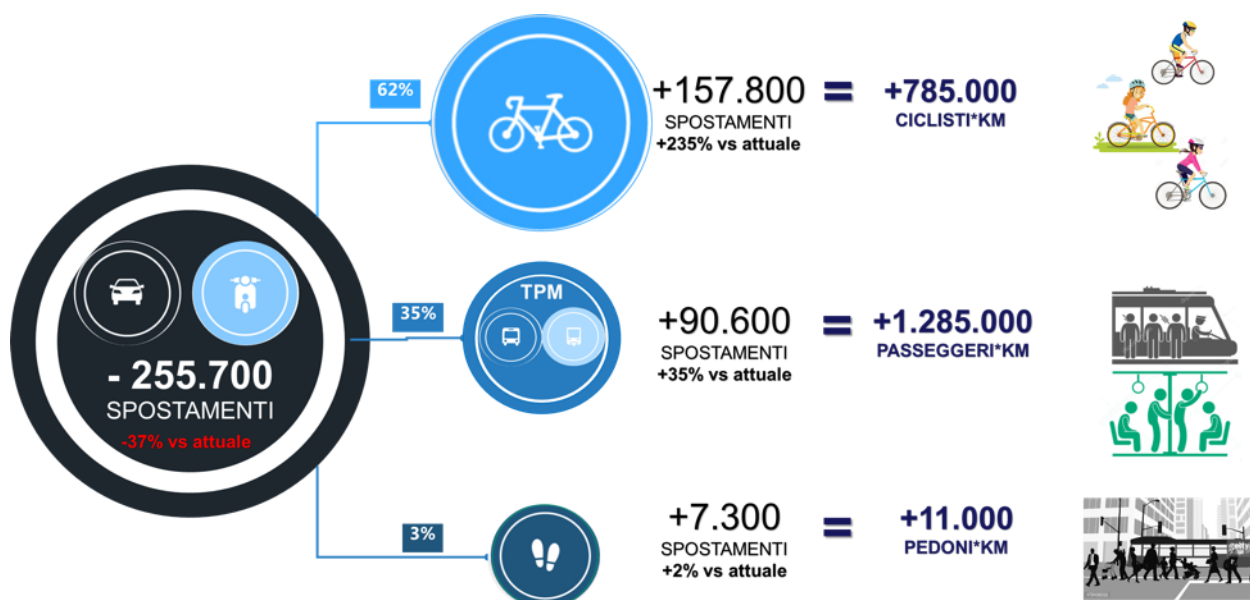 62%
+157.800
SPOSTAMENTI
+235% vs attuale
=
+785.000
CICLISTI*KM
- 255.700
SPOSTAMENTI
-37% vs attuale
35%
TPM
+90.600
SPOSTAMENTI
+35% vs attuale
=
+1.285.000
PASSEGGERI*KM
3%
+7.300
SPOSTAMENTI
+2% vs attuale
=
+11.000
PEDONI*KM